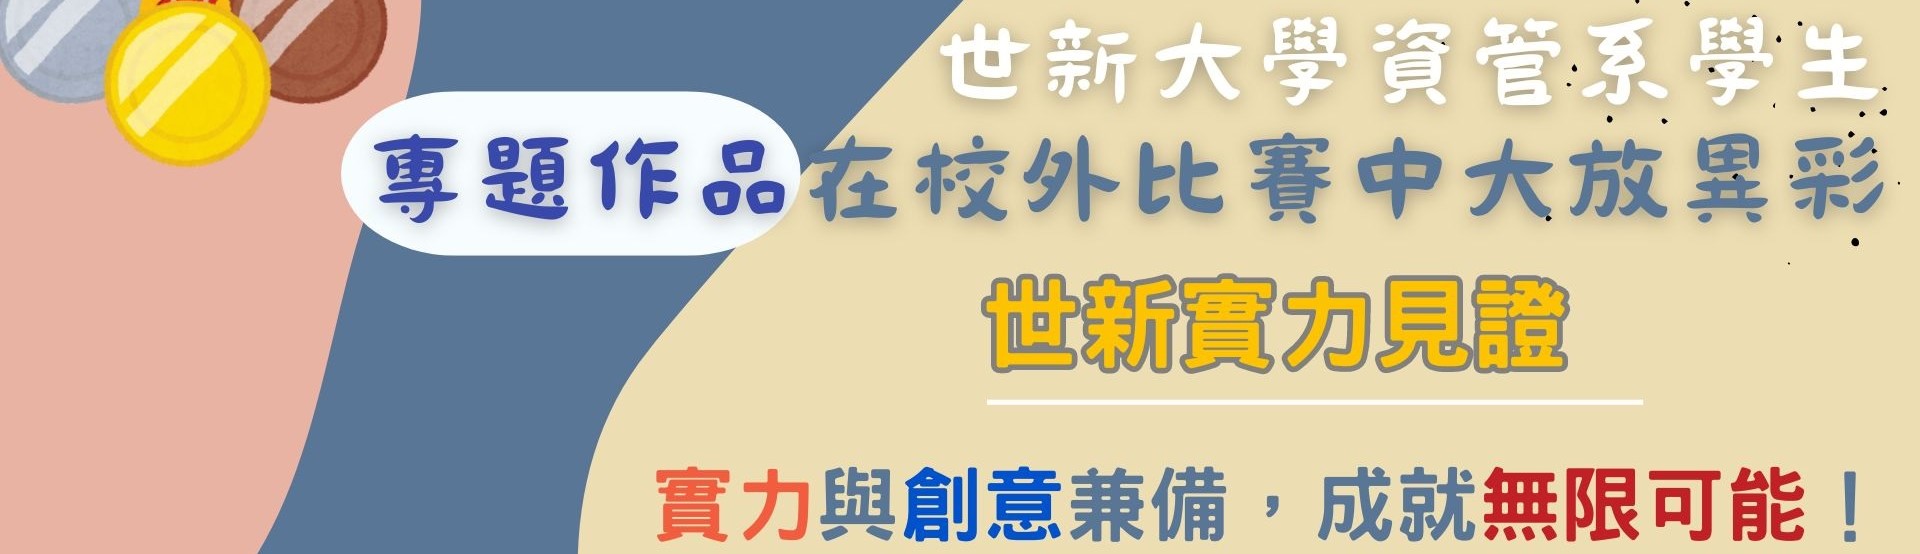 世新大學資管系學生
專題作品在校外比賽中大放異彩
世新實力見證
實力與創意兼備，成就無限可能！